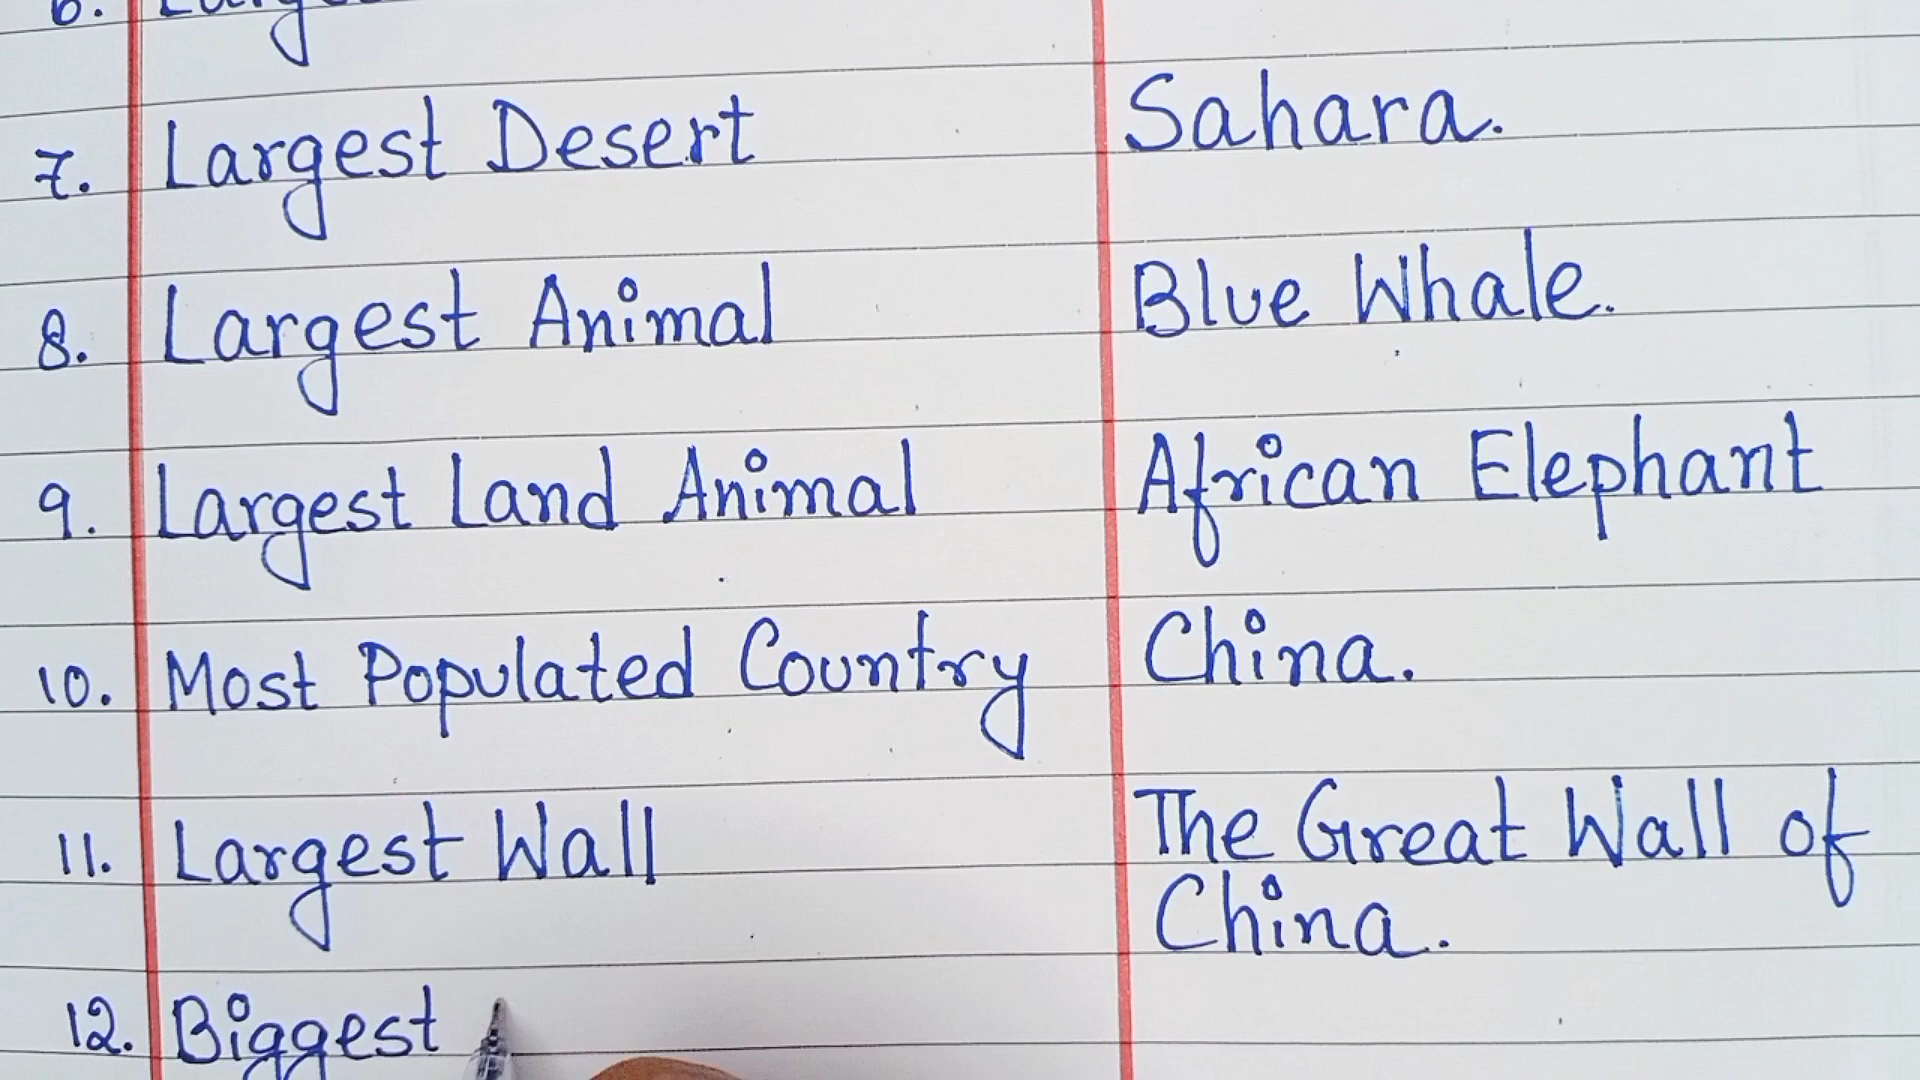 6.
7. Largest Desert Sahara.
8. Largest Animal Blue Whale.
9. Largest Land Animal African Elephant
10. Most Populated Country China.
11. Largest Wall The Great Wall of
China.
12. Biggest